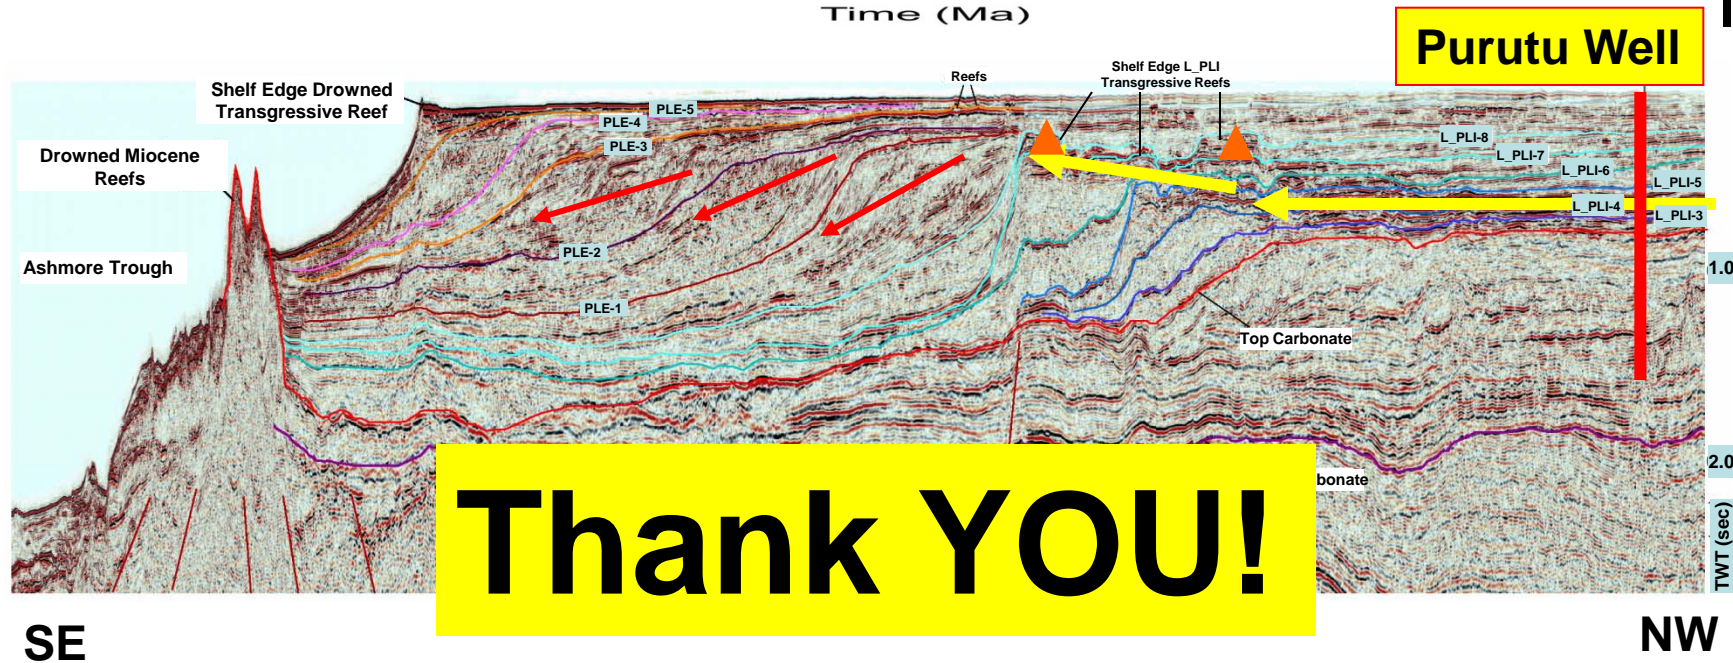 Time (Ma)
Purutu Well
Shelf Edge Drowned
Transgressive Reef
Reefs
Shelf Edge L_PLI
Transgressive Reefs
PLE-5
PLE-4
PLE-3
L_PLI-8
L_PLI-7
L_PLI-6
L_PLI-5
L_PLI-4
L_PLI-3
Drowned Miocene
Reefs
Ashmore Trough
PLE-2
PLE-1
1.0
Top Carbonate
2.0
bonate
TWT (sec)
Thank YOU!
SE
NW